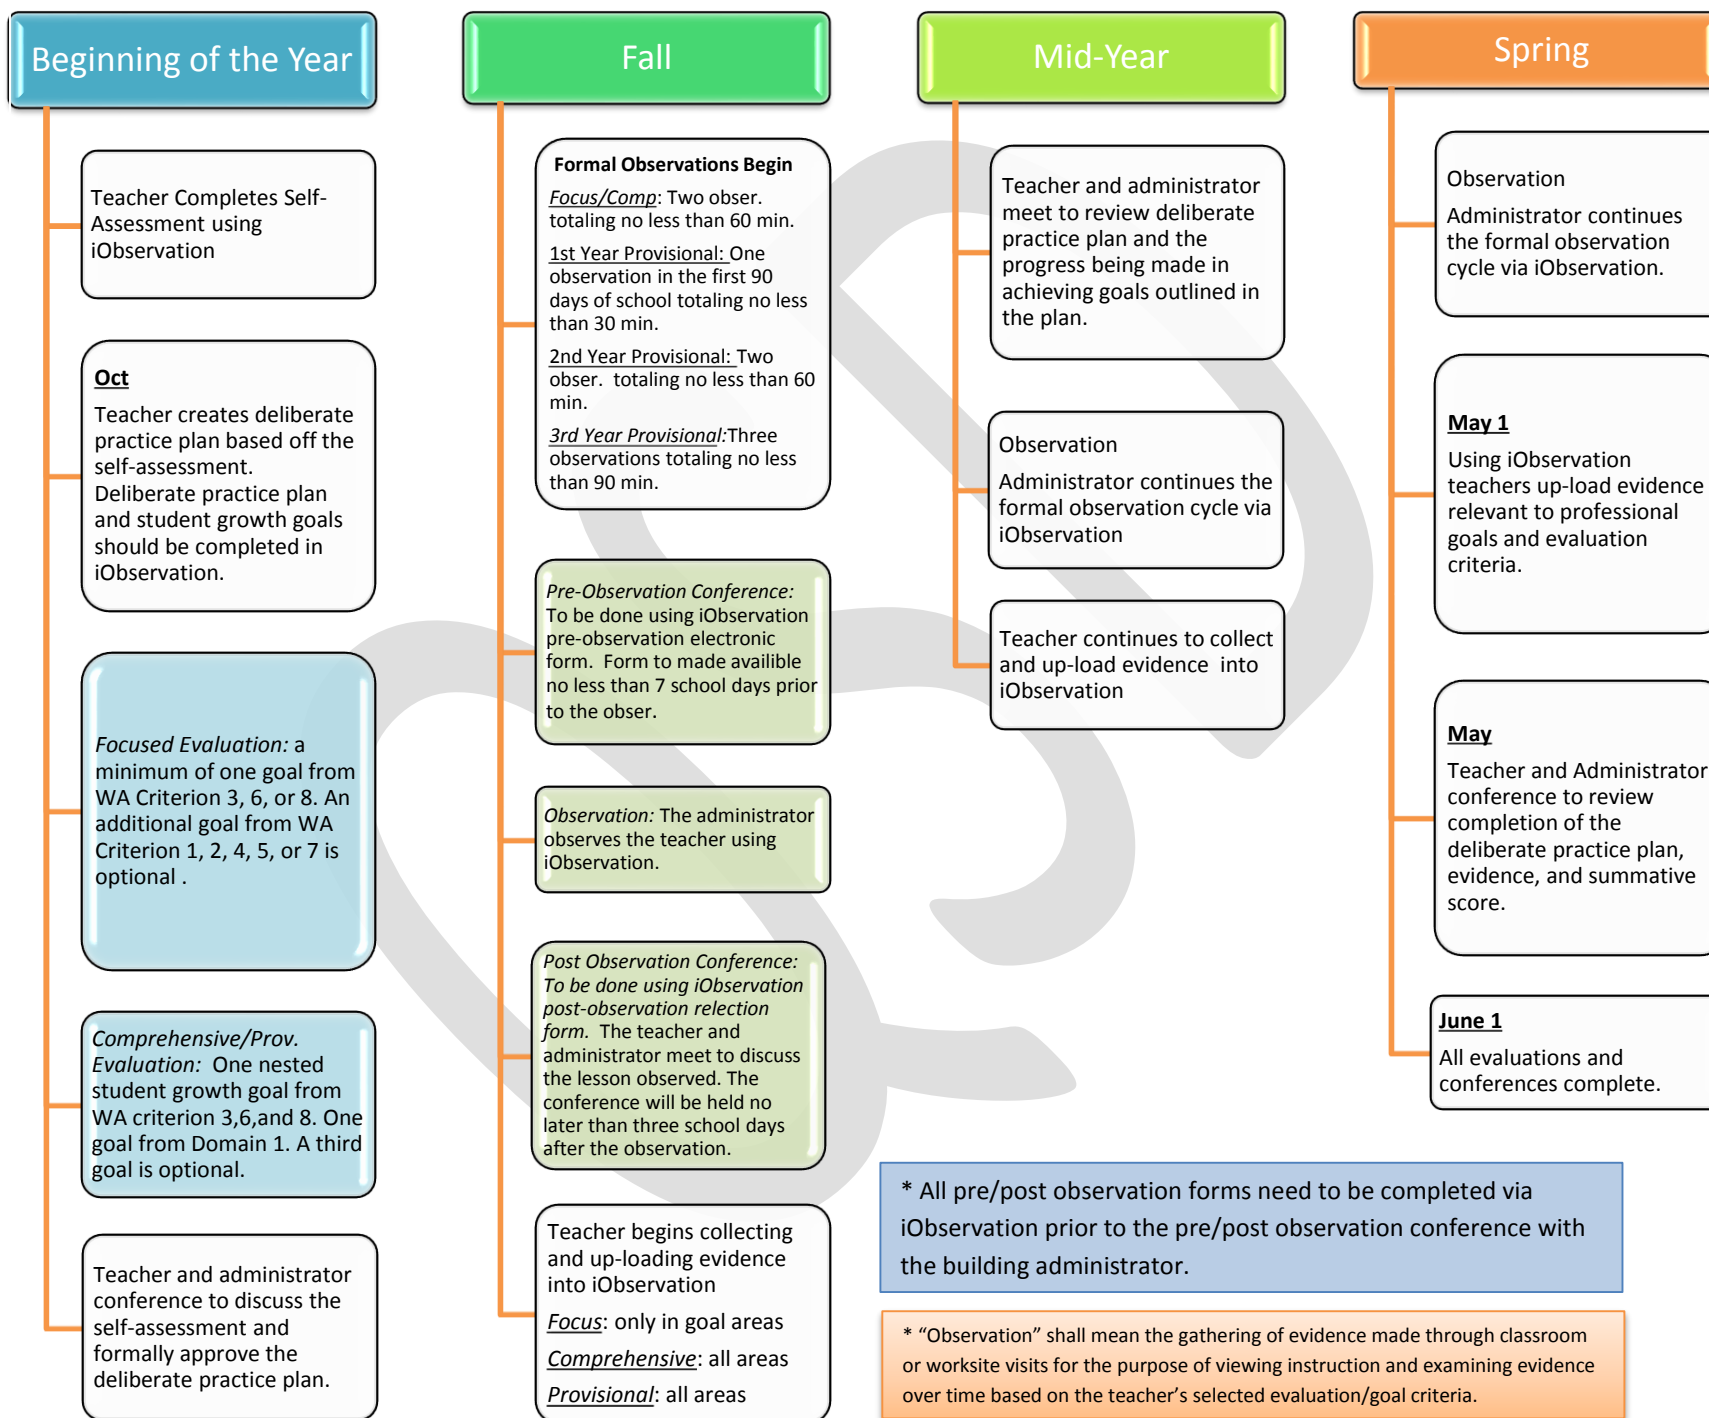 Beginning of the Year
Teacher Completes Self-
Assessment using
iObservation
Oct
Teacher creates deliberate
practice plan based off the
self-assessment.
Deliberate practice plan
and student growth goals
should be completed in
iObservation.
Focused Evaluation: a
minimum of one goal from
WA Criterion 3, 6, or 8. An
additional goal from WA
Criterion 1, 2, 4, 5, or 7 is
optional .
Comprehensive/Prov.
Evaluation: One nested
student growth goal from
WA criterion 3,6,and 8. One
goal from Domain 1. A third
goal is optional.
Teacher and administrator
conference to discuss the
self-assessment and
formally approve the
deliberate practice plan.
Fall
Formal Observations Begin
Focus/Comp: Two obser.
totaling no less than 60 min.
1st Year Provisional: One
observation in the first 90
days of school totaling no less
than 30 min.
2nd Year Provisional: Two
obser. totaling no less than 60
min.
3rd Year Provisional:Three
observations totaling no less
than 90 min.
Pre-Observation Conference:
To be done using iObservation
pre-observation electronic
form. Form to made availible
no less than 7 school days prior
to the obser.
Observation: The administrator
observes the teacher using
iObservation.
Post Observation Conference:
To be done using iObservation
post-observation relection
form. The teacher and
administrator meet to discuss
the lesson observed. The
conference will be held no
later than three school days
after the observation.
Teacher begins collecting
and up-loading evidence
into iObservation
Focus: only in goal areas
Comprehensive: all areas
Provisional: all areas
Mid-Year
Teacher and administrator
meet to review deliberate
practice plan and the
progress being made in
achieving goals outlined in
the plan.
Observation
Administrator continues the
formal observation cycle via
iObservation
Teacher continues to collect
and up-load evidence into
iObservation
Spring
Observation
Administrator continues
the formal observation
cycle via iObservation.
May 1
Using iObservation
teachers up-load evidence
relevant to professional
goals and evaluation
criteria.
May
Teacher and Administrator
conference to review
completion of the
deliberate practice plan,
evidence, and summative
score.
June 1
All evaluations and
conferences complete.
* All pre/post observation forms need to be completed via
iObservation prior to the pre/post observation conference with
the building administrator.
* “Observation” shall mean the gathering of evidence made through classroom
or worksite visits for the purpose of viewing instruction and examining evidence
over time based on the teacher’s selected evaluation/goal criteria.